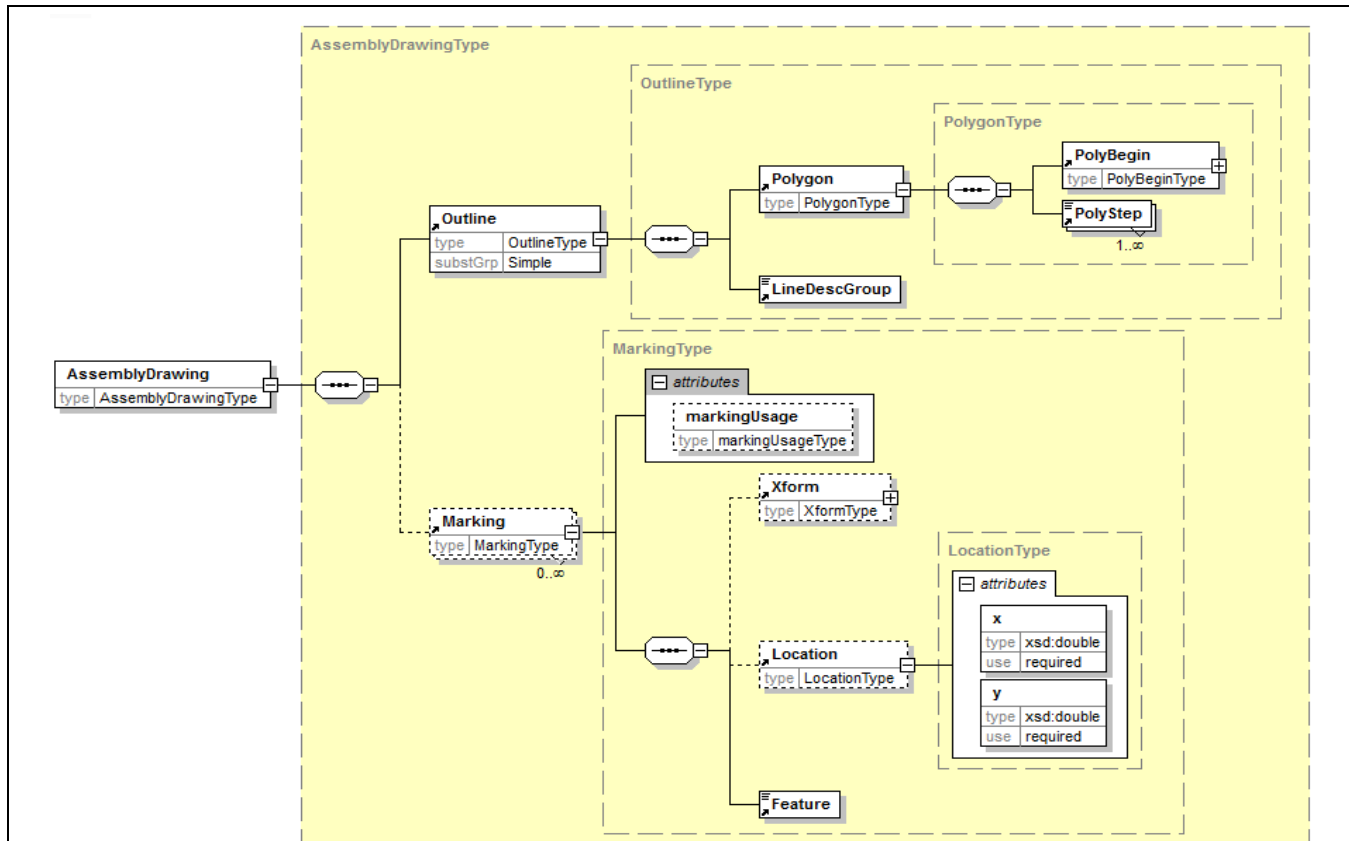 AssemblyDrawingType
OutlineType
PolygonType
PolyBegin
type PolyBeginType
Polygon
type PolygonType
PolyStep
1..∞
Outline
type OutlineType
substGrp Simple
LineDescGroup
MarkingType
AssemblyDrawing
type AssemblyDrawingType
attributes
markingUsage
type markingUsageType
Xform
type XformType
Marking
type MarkingType
0..∞
LocationType
attributes
x
type xsd:double
use required
Location
type LocationType
y
type xsd:double
use required
Feature